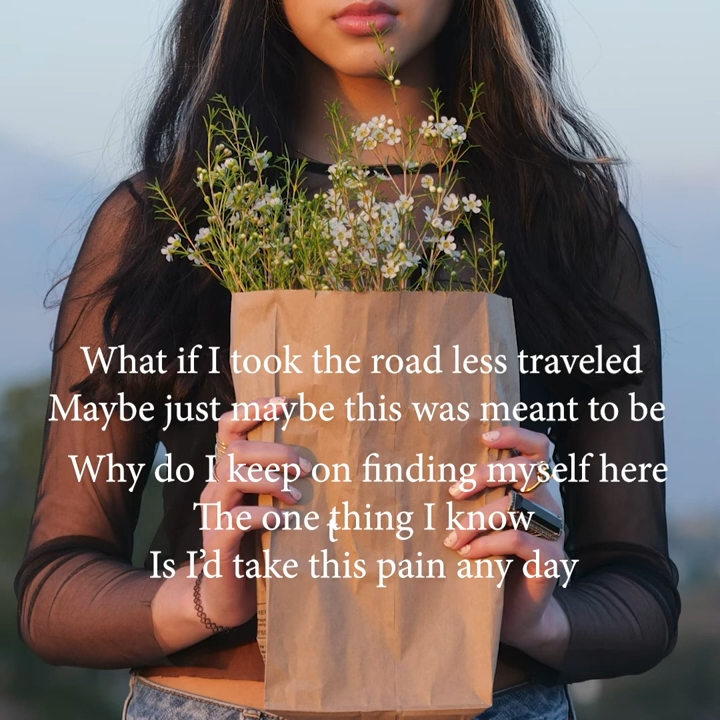 What if I took the road less traveled
Maybe just maybe this was meant to be
Why do I keep on finding myself here
The one thing I know
Is I’d take this pain any day